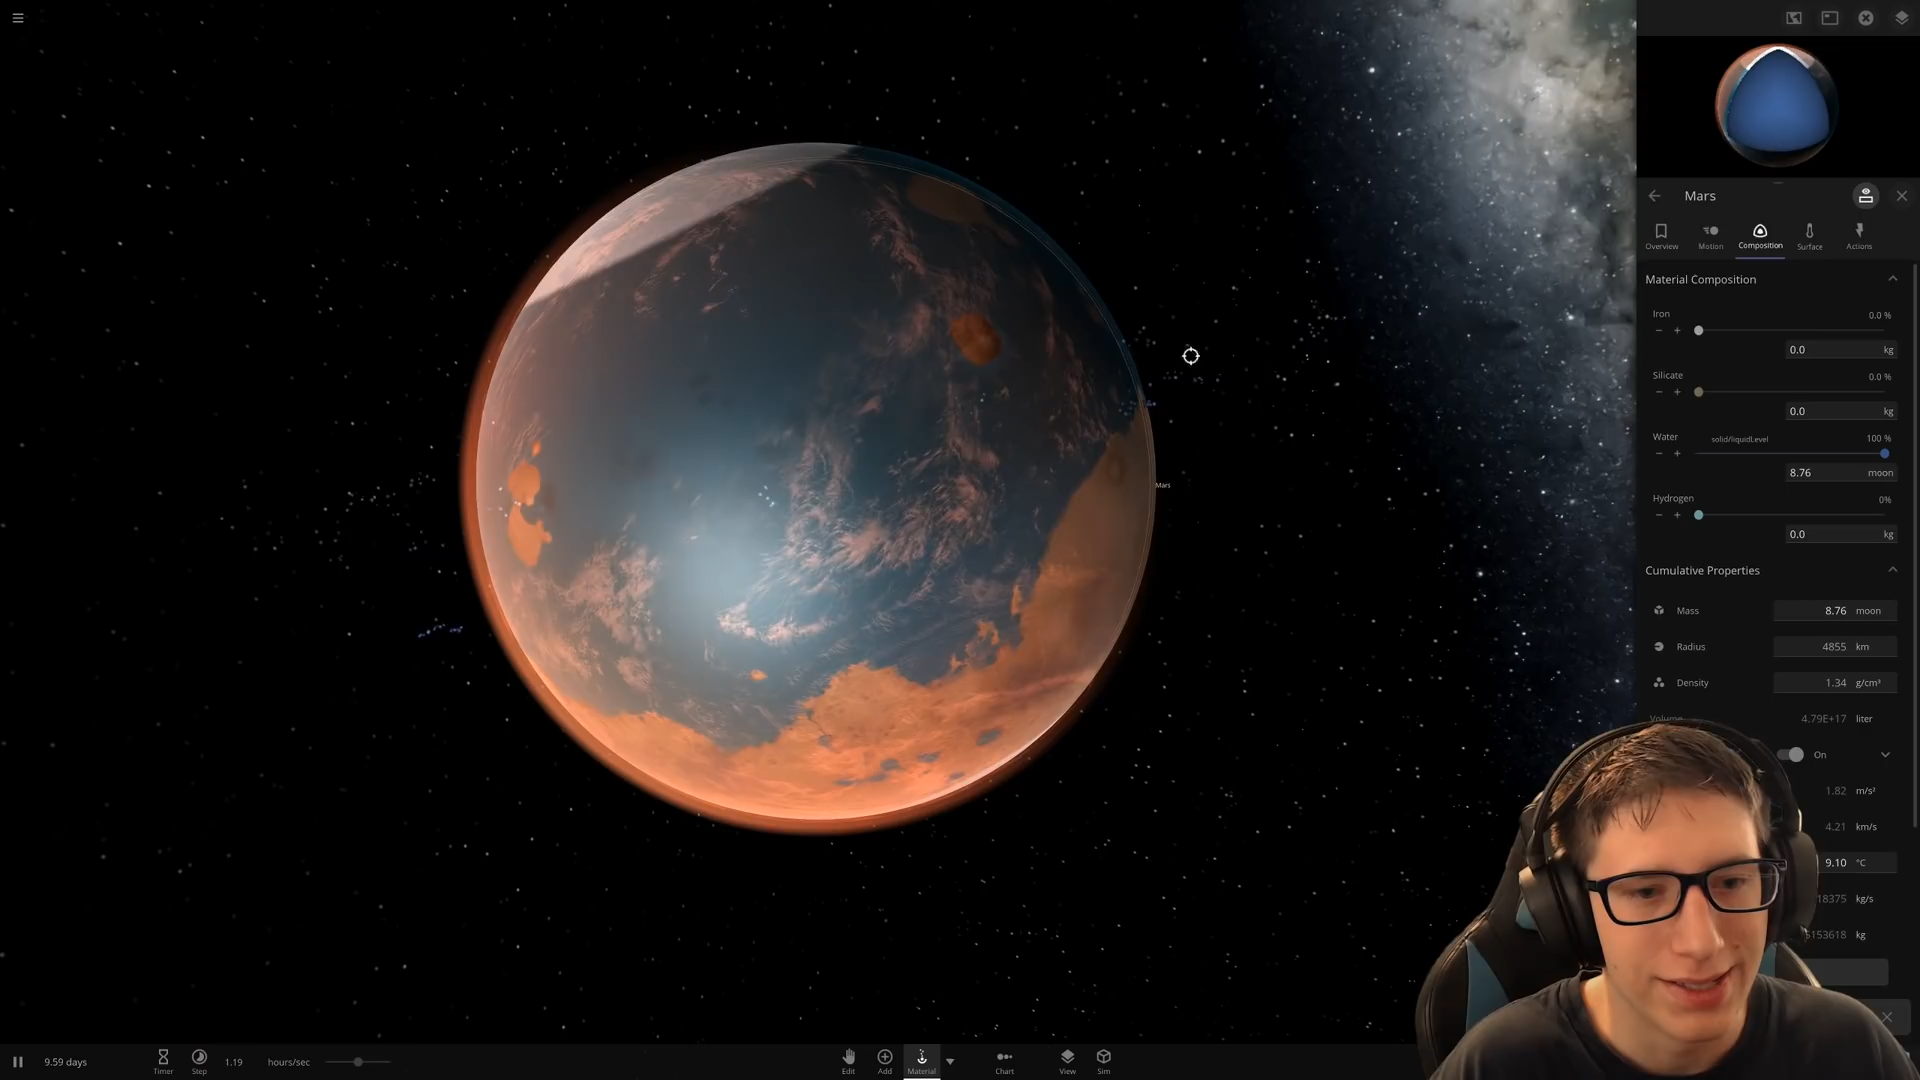 Mars
Overview
Motion
Composition
Surface
Actions
Material Composition
Iron
0.0 %
0.0 kg
Silicate
0.0 %
0.0 kg
Water
solid/liquidLevel
100 %
8.76 moon
Hydrogen
0%
0.0 kg
Cumulative Properties
Mass 8.76 moon
Radius 4855 km
Density 1.34 g/cm³
Volume 4.79E+17 liter
On
1.82 m/s²
4.21 km/s
9.10 °C
18375 kg/s
153618 kg
Mars
9.59 days
Timer
Step
1.19 hours/sec
Edit
Add
Material
Chart
View
Sim